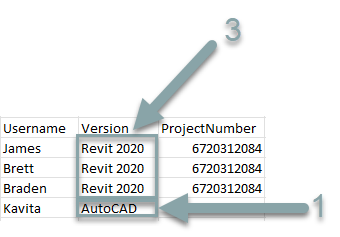 3
Username Version ProjectNumber
James Revit 2020 6720312084
Brett Revit 2020 6720312084
Braden Revit 2020 6720312084
Kavita AutoCAD
1